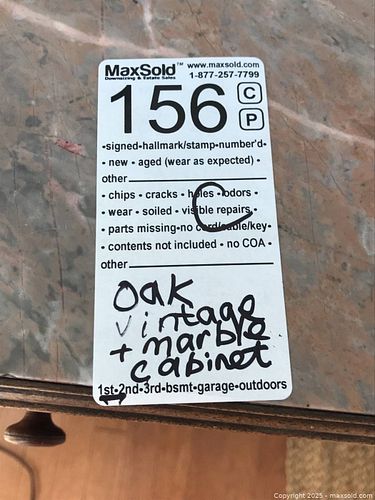 MaxSold™ www.maxsold.com
Downsizing & Estate Sales 1-877-257-7799
156 C
P
•signed•hallmark/stamp•number'd•
• new • aged (wear as expected) •
other
chips • cracks • holes •odors •
• wear • soiled • visible repairs
• parts missing•no cord/cable/key•
• contents not included • no COA •
other
C
Oak
vintage
+ marble
cabinet
1st•2nd•3rd•bsmt•garage•outdoors
Copyright 2025 - maxsold.com